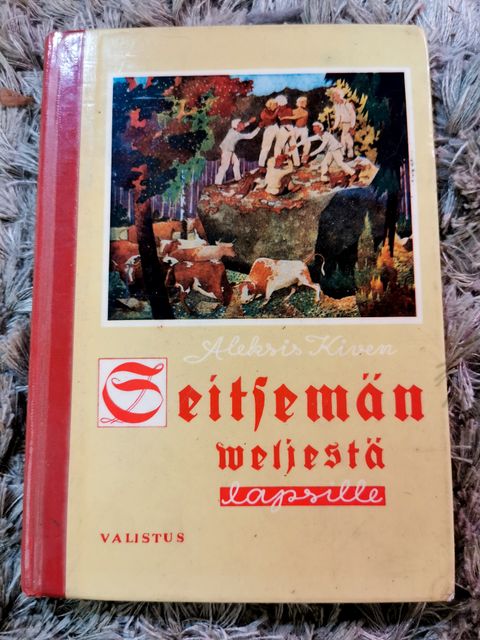 Aleksis Kiven
Seitſemän
weljestä
lapsille
VALISTUS